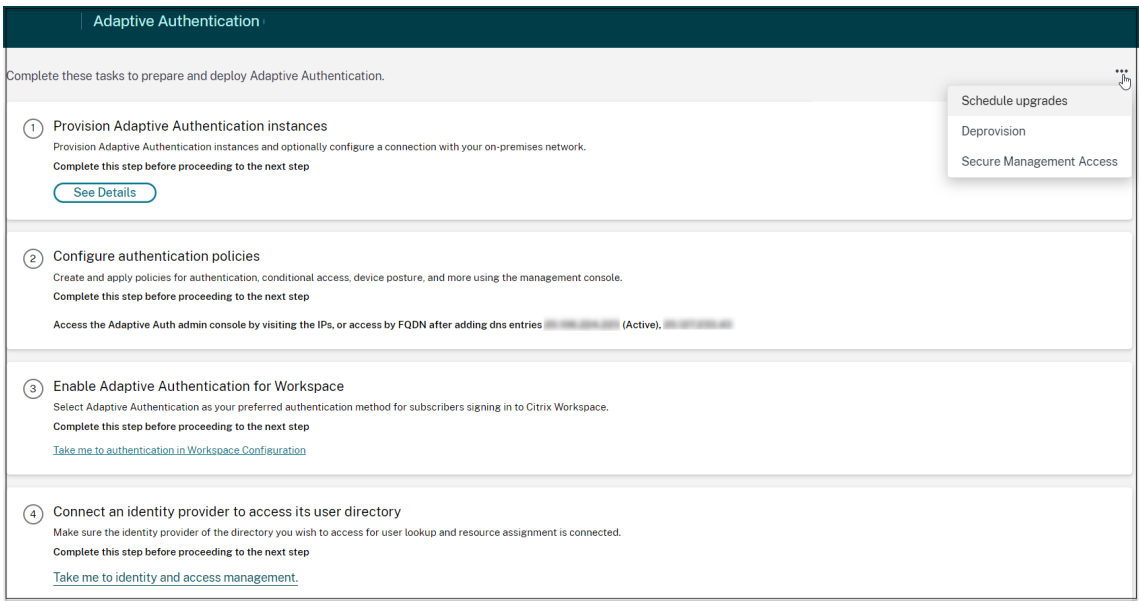 Adaptive Authentication
Complete these tasks to prepare and deploy Adaptive Authentication.
Schedule upgrades
Deprovision
Secure Management Access
1 Provision Adaptive Authentication instances
Provision Adaptive Authentication instances and optionally configure a connection with your on-premises network.
Complete this step before proceeding to the next step
See Details
2 Configure authentication policies
Create and apply policies for authentication, conditional access, device posture, and more using the management console.
Complete this step before proceeding to the next step
Access the Adaptive Auth admin console by visiting the IPs, or access by FQDN after adding dns entries (Active),
3 Enable Adaptive Authentication for Workspace
Select Adaptive Authentication as your preferred authentication method for subscribers signing in to Citrix Workspace.
Complete this step before proceeding to the next step
Take me to authentication in Workspace Configuration
4 Connect an identity provider to access its user directory
Make sure the identity provider of the directory you wish to access for user lookup and resource assignment is connected.
Complete this step before proceeding to the next step
Take me to identity and access management.